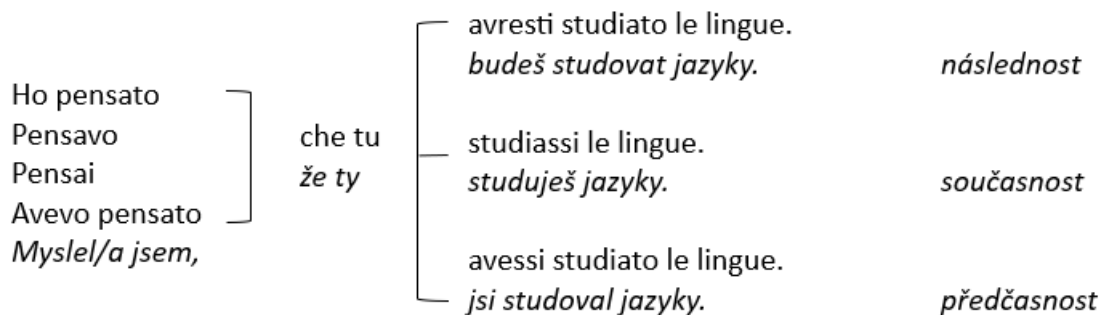 Ho pensato
Pensavo
Pensai
Avevo pensato
Myslel/a jsem,
che tu
že ty
avresti studiato le lingue.
budeš studovat jazyky. následnost
studiassi le lingue.
studuješ jazyky. současnost
avessi studiato le lingue.
jsi studoval jazyky. předčasnost